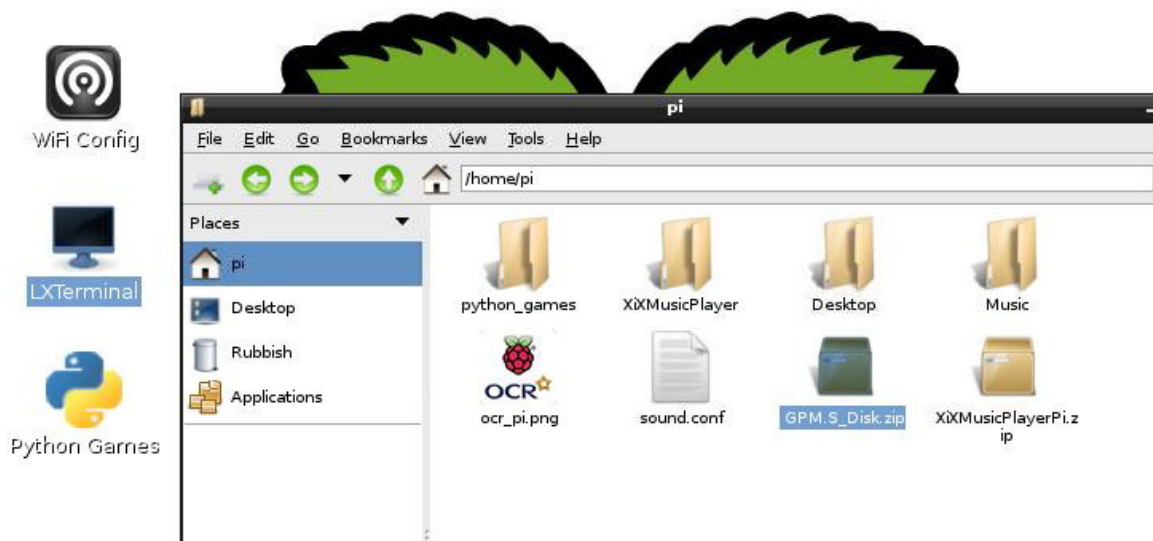 WiFi Config
LXTerminal
Python Games
pi
File Edit Go Bookmarks View Tools Help
/home/pi
Places
pi
Desktop
Rubbish
Applications
python_games XiXMusicPlayer Desktop Music
OCR
ocr_pi.png sound.conf GPM.S_Disk.zip XiXMusicPlayerPi.z
ip